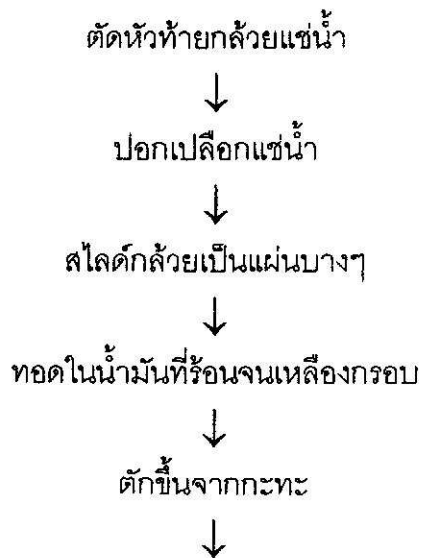 ตัดหัวท้ายกล้วยแช่น้ำ
ปอกเปลือกแช่น้ำ
สไลด์กล้วยเป็นแผ่นบางๆ
ทอดในน้ำมันที่ร้อนจนเหลืองกรอบ
ตักขึ้นจากกะทะ